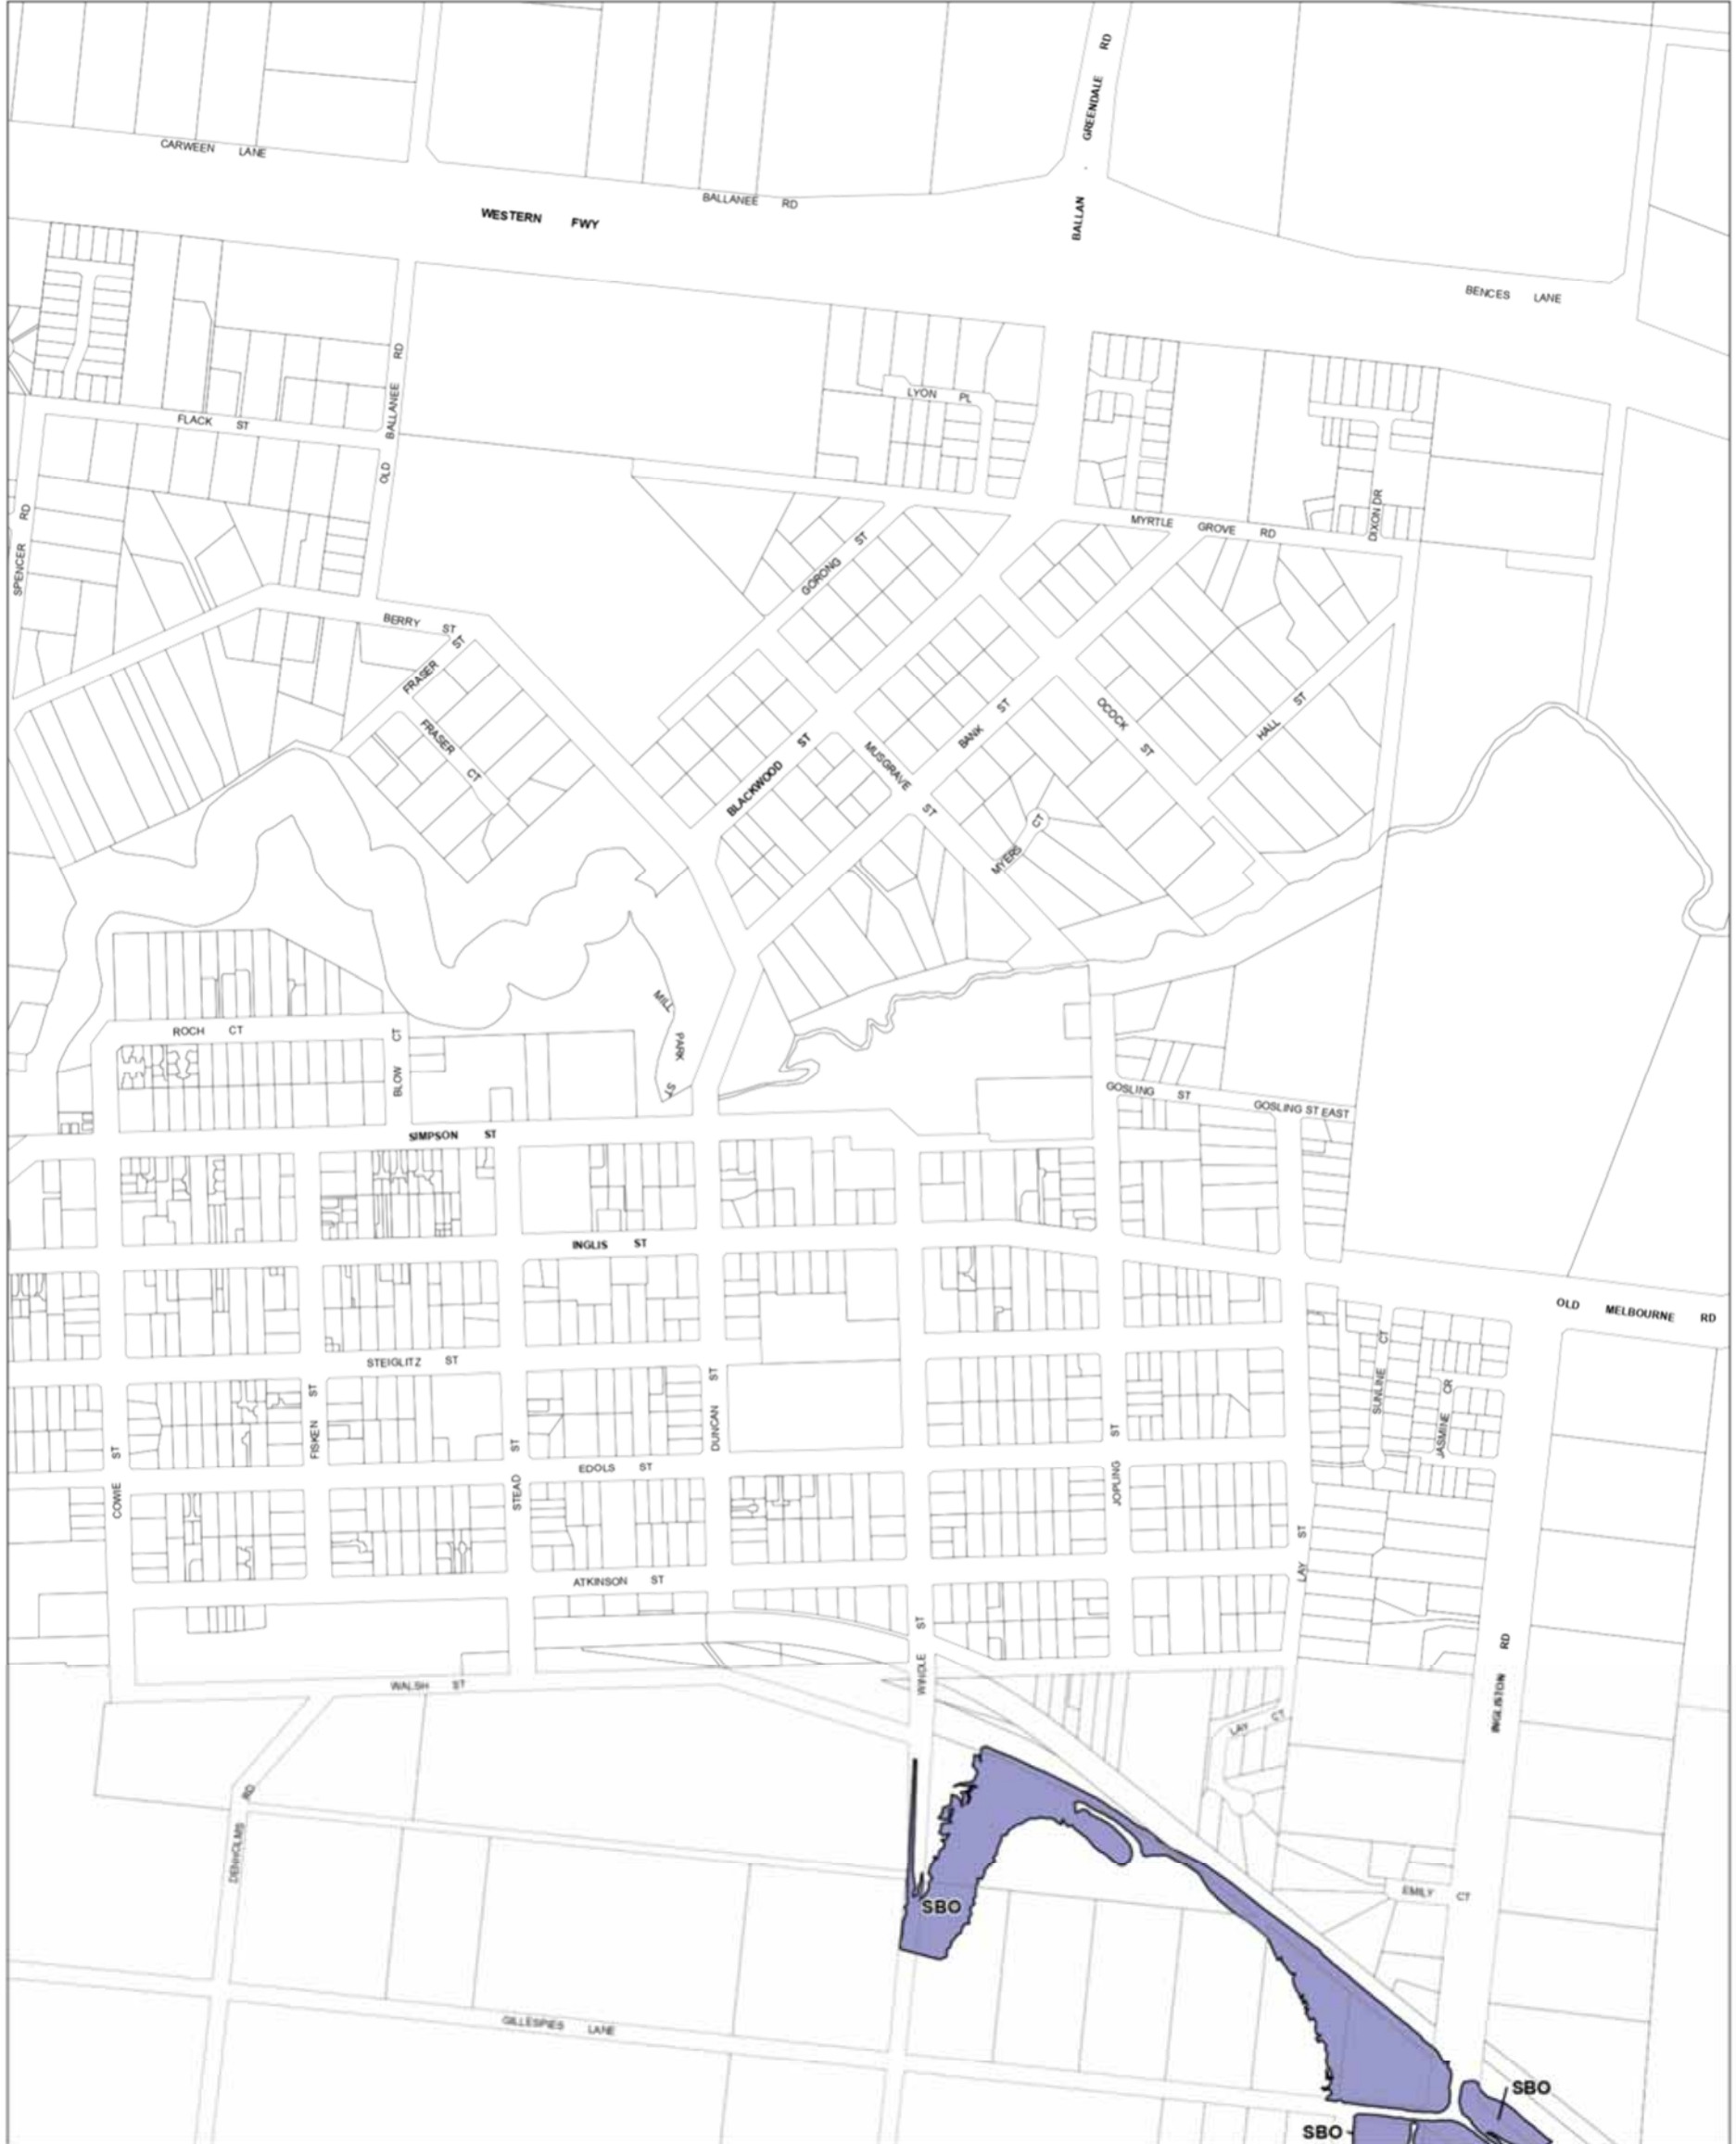 GREENDALE RD
CARWEEN LANE
BALLANEE RD
WESTERN FWY
BALLAN -
BENCES LANE
OLD BALLANEE RD
LYON PL
FLACK ST
SPENCER RD
DIXON DR
MYRTLE GROVE RD
GORONG ST
BERRY ST
FRASER ST
FRASER CT
BLACKWOOD ST
MUSGRAVE ST
BANK ST
OCOCK ST
HALL ST
MYERS CT
MILL PARK ST
ROCH CT
BLOW CT
GOSLING ST
GOSLING ST EAST
SIMPSON ST
INGLIS ST
OLD MELBOURNE RD
STEIGLITZ ST
SUNLINE CT
JASMINE CR
FISKEN ST
DUNCAN ST
COWIE ST
STEAD ST
EDOLS ST
JOPLING ST
LAY ST
ATKINSON ST
WINDLE ST
INGLISTON RD
WALSH ST
LAY CT
DENHOLMS RD
EMILY CT
SBO
GILLESPIES LANE
SBO
SBO